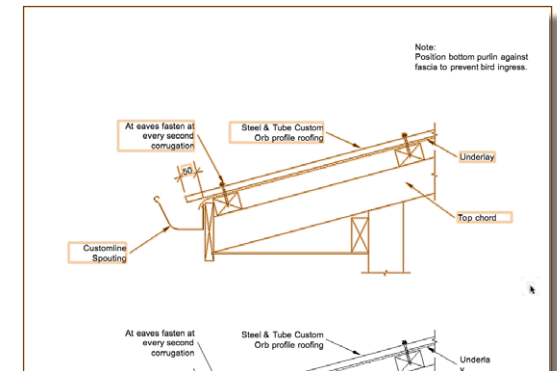 Note:
Position bottom purlin against
fascia to prevent bird ingress.
At eaves fasten at
every second
corrugation
Steel & Tube Custom
Orb profile roofing
Underlay
50
Top chord
Customline
Spouting
At eaves fasten at
every second
corrugation
Steel & Tube Custom
Orb profile roofing
Underla
y